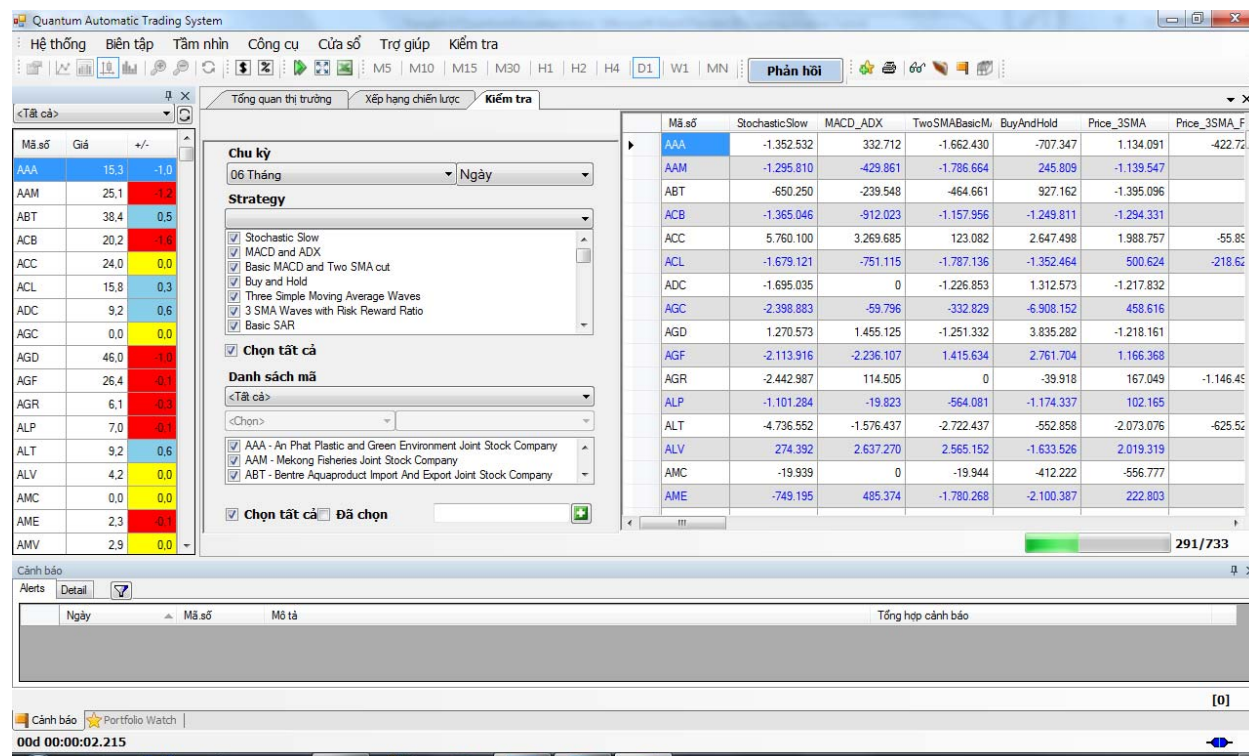 Quantum Automatic Trading System
Hệ thống Biên tập Tầm nhìn Công cụ Cửa sổ Trợ giúp Kiểm tra
M5 M10 M15 M30 H1 H2 H4 D1 W1 MN Phản hồi
<Tất cả>
Mã số Giá +/-
AAA 15,3 -1,0
AAM 25,1 -1,2
ABT 38,4 0,5
ACB 20,2 -1,6
ACC 24,0 0,0
ACL 15,8 0,3
ADC 9,2 0,6
AGC 0,0 0,0
AGD 46,0 -1,0
AGF 26,4 -0,1
AGR 6,1 -0,3
ALP 7,0 -0,1
ALT 9,2 0,6
ALV 4,2 0,0
AMC 0,0 0,0
AME 2,3 -0,1
AMV 2,9 0,0
Tổng quan thị trường Xếp hạng chiến lược Kiểm tra
Chu kỳ
06 Tháng Ngày
Strategy
Stochastic Slow
MACD and ADX
Basic MACD and Two SMA cut
Buy and Hold
Three Simple Moving Average Waves
3 SMA Waves with Risk Reward Ratio
Basic SAR
Chọn tất cả
Danh sách mã
<Tất cả>
<Chọn>
AAA - An Phat Plastic and Green Environment Joint Stock Company
AAM - Mekong Fisheries Joint Stock Company
ABT - Bentre Aquaproduct Import And Export Joint Stock Company
Chọn tất cả Đã chọn
Mã số StochasticSlow MACD_ADX TwoSMABasicM BuyAndHold Price_3SMA Price_3SMA_F
AAA -1.352.532 332.712 -1.662.430 -707.347 1.134.091 -422.72
AAM -1.295.810 -429.861 -1.786.664 245.809 -1.139.547
ABT -650.250 -239.548 -464.661 927.162 -1.395.096
ACB -1.365.046 -912.023 -1.157.956 -1.249.811 -1.294.331
ACC 5.760.100 3.269.685 123.082 2.647.498 1.988.757 -55.89
ACL -1.679.121 -751.115 -1.787.136 -1.352.464 500.624 -218.62
ADC -1.695.035 0 -1.226.853 1.312.573 -1.217.832
AGC -2.398.883 -59.796 -332.829 -6.908.152 458.616
AGD 1.270.573 1.455.125 -1.251.332 3.835.282 -1.218.161
AGF -2.113.916 -2.236.107 1.415.634 2.761.704 1.166.368
AGR -2.442.987 114.505 0 -39.918 167.049 -1.146.49
ALP -1.101.284 -19.823 -564.081 -1.174.337 102.165
ALT -4.736.552 -1.576.437 -2.722.437 -552.858 -2.073.076 -625.52
ALV 274.392 2.637.270 2.565.152 -1.633.526 2.019.319
AMC -19.939 0 -19.944 -412.222 -556.777
AME -749.195 485.374 -1.780.268 -2.100.387 222.803
291/733
Cảnh báo
Alerts Detail
Ngày Mã số Mô tả Tổng hợp cảnh báo
[0]
Cảnh báo Portfolio Watch
00d 00:00:02.215